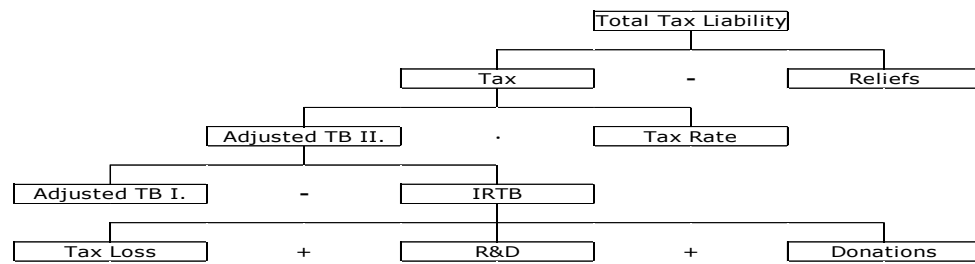 Total Tax Liability
Tax - Reliefs
Adjusted TB II. · Tax Rate
Adjusted TB I. - IRTB
Tax Loss + R&D + Donations